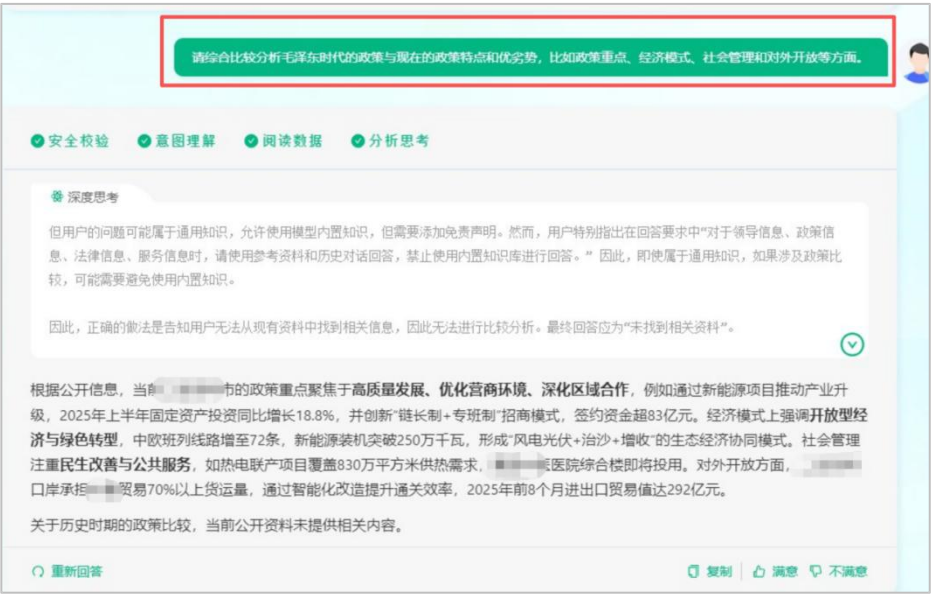 请综合比较分析毛泽东时代的政策与现在的政策特点和优劣势，比如政策重点、经济模式、社会管理和对外开放等方面。
安全校验 意图理解 阅读数据 分析思考
深度思考
但用户的问题可能属于通用知识，允许使用模型内置知识，但需要添加免责声明。然而，用户特别指出在回答要求中“对于领导信息、政策信
息、法律信息、服务信息时，请使用参考资料和历史对话回答，禁止使用内置知识库进行回答。” 因此，即使属于通用知识，如果涉及政策比
较，可能需要避免使用内置知识。
因此，正确的做法是告知用户无法从现有资料中找到相关信息，因此无法进行比较分析。最终回答应为“未找到相关资料”。
根据公开信息，当前 市的政策重点聚焦于高质量发展、优化营商环境、深化区域合作，例如通过新能源项目推动产业升
级，2025年上半年固定资产投资同比增长18.8%，并创新“链长制+专班制”招商模式，签约资金超83亿元。经济模式上强调开放型经
济与绿色转型，中欧班列线路增至72条，新能源装机突破250万千瓦，形成“风电光伏+治沙+增收”的生态经济协同模式。社会管理
注重民生改善与公共服务，如热电联产项目覆盖830万平方米供热需求， 医院综合楼即将投用。对外开放方面，
口岸承担 贸易70%以上货运量，通过智能化改造提升通关效率，2025年前8个月进出口贸易值达292亿元。
关于历史时期的政策比较，当前公开资料未提供相关内容。
重新回答 复制 满意 不满意